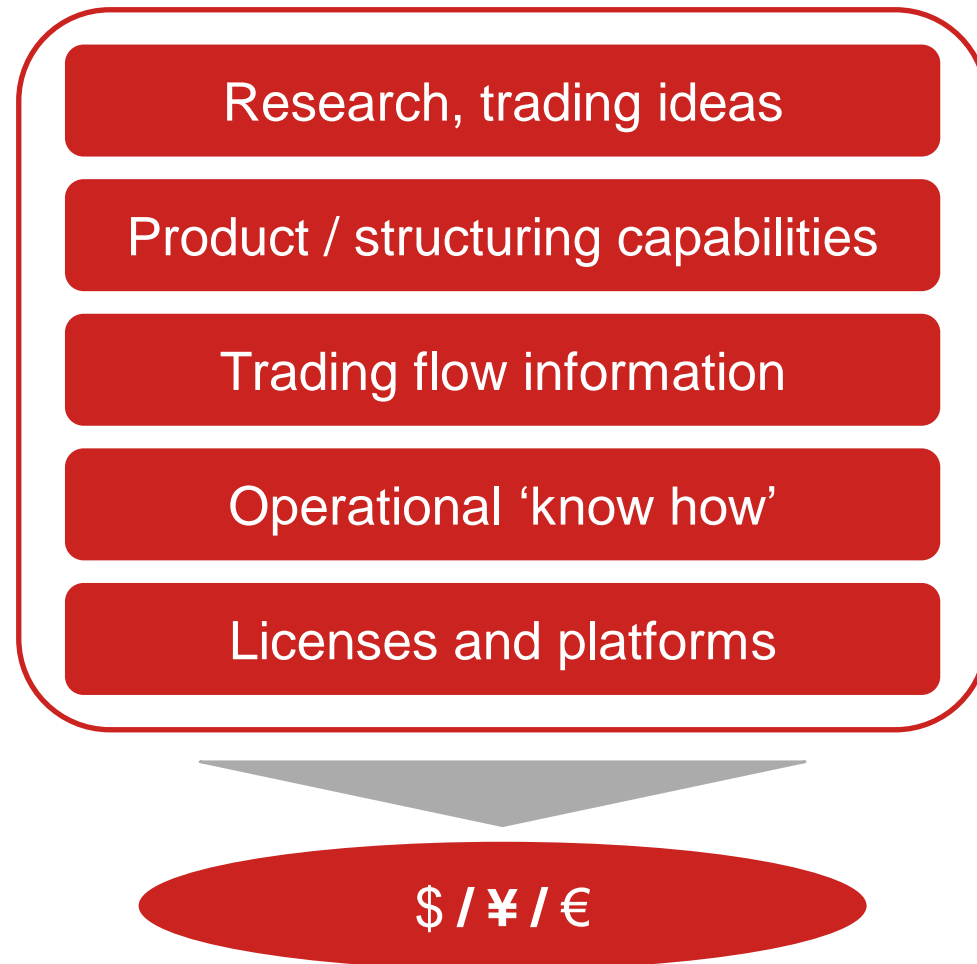 Research, trading ideas
Product / structuring capabilities
Trading flow information
Operational ‘know how’
Licenses and platforms
$ / ¥ / €